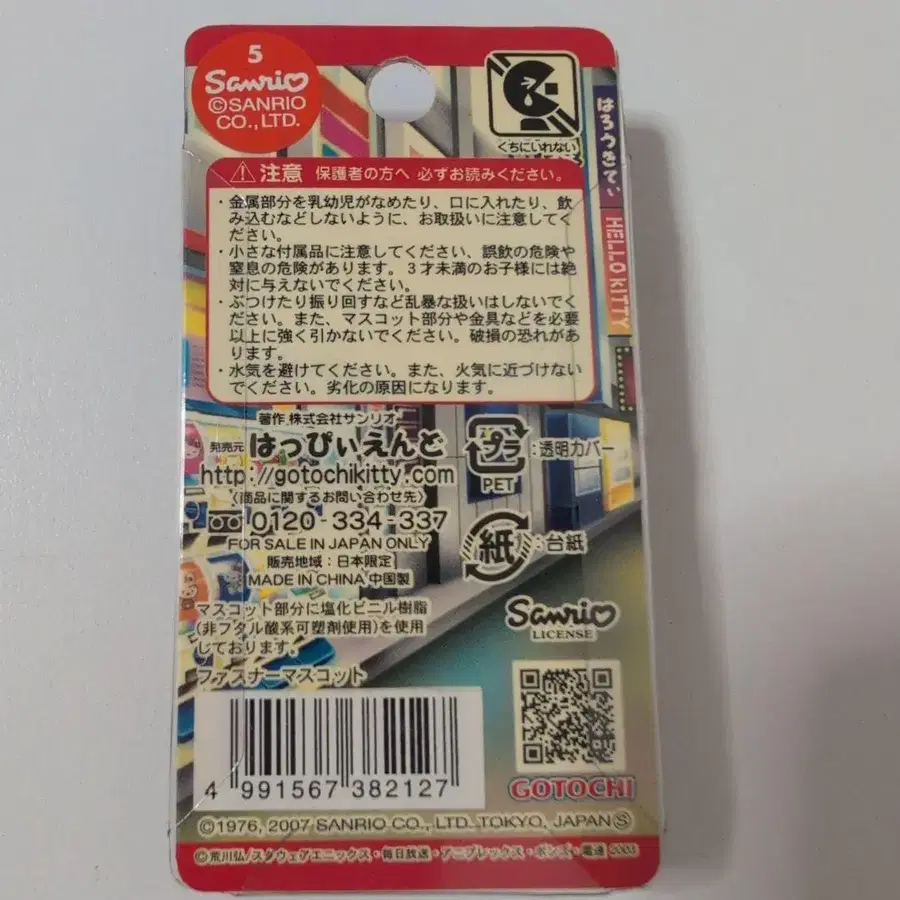 5
Sanrio
©SANRIO
CO.,LTD.
くちにいれない
はろうきてぃ
HELLO KITTY
⚠注意 保護者の方へ 必ずお読みください。
・金属部分を乳幼児がなめたり、口に入れたり、飲
み込むなどしないように、お取扱いに注意してく
ださい。
・小さな付属品に注意してください、誤飲の危険や
窒息の危険があります。3才未満のお子様には絶
対に与えないでください。
・ぶつけたり振り回すなど乱暴な扱いはしないでく
ださい。また、マスコット部分や金具などを必要
以上に強く引かないでください。破損の恐れがあ
ります。
・水気を避けてください。また、火気に近づけない
でください。劣化の原因になります。
著作 株式会社サンリオ
発売元 はっぴぃえんど
http://gotochikitty.com
〈商品に関するお問い合わせ先〉
0120-334-337
FOR SALE IN JAPAN ONLY
販売地域:日本限定
MADE IN CHINA 中国製
プラ :透明カバー
PET
紙 :台紙
マスコット部分に塩化ビニル樹脂
(非フタル酸系可塑剤使用)を使用
しております。
ファスナーマスコット
Sanrio
LICENSE
4 991567 382127
GOTOCHI
©1976, 2007 SANRIO CO., LTD. TOKYO, JAPAN Ⓢ
©荒川弘/スクウェアエニックス・毎日放送・アニプレックス・ボンズ・電通 2003